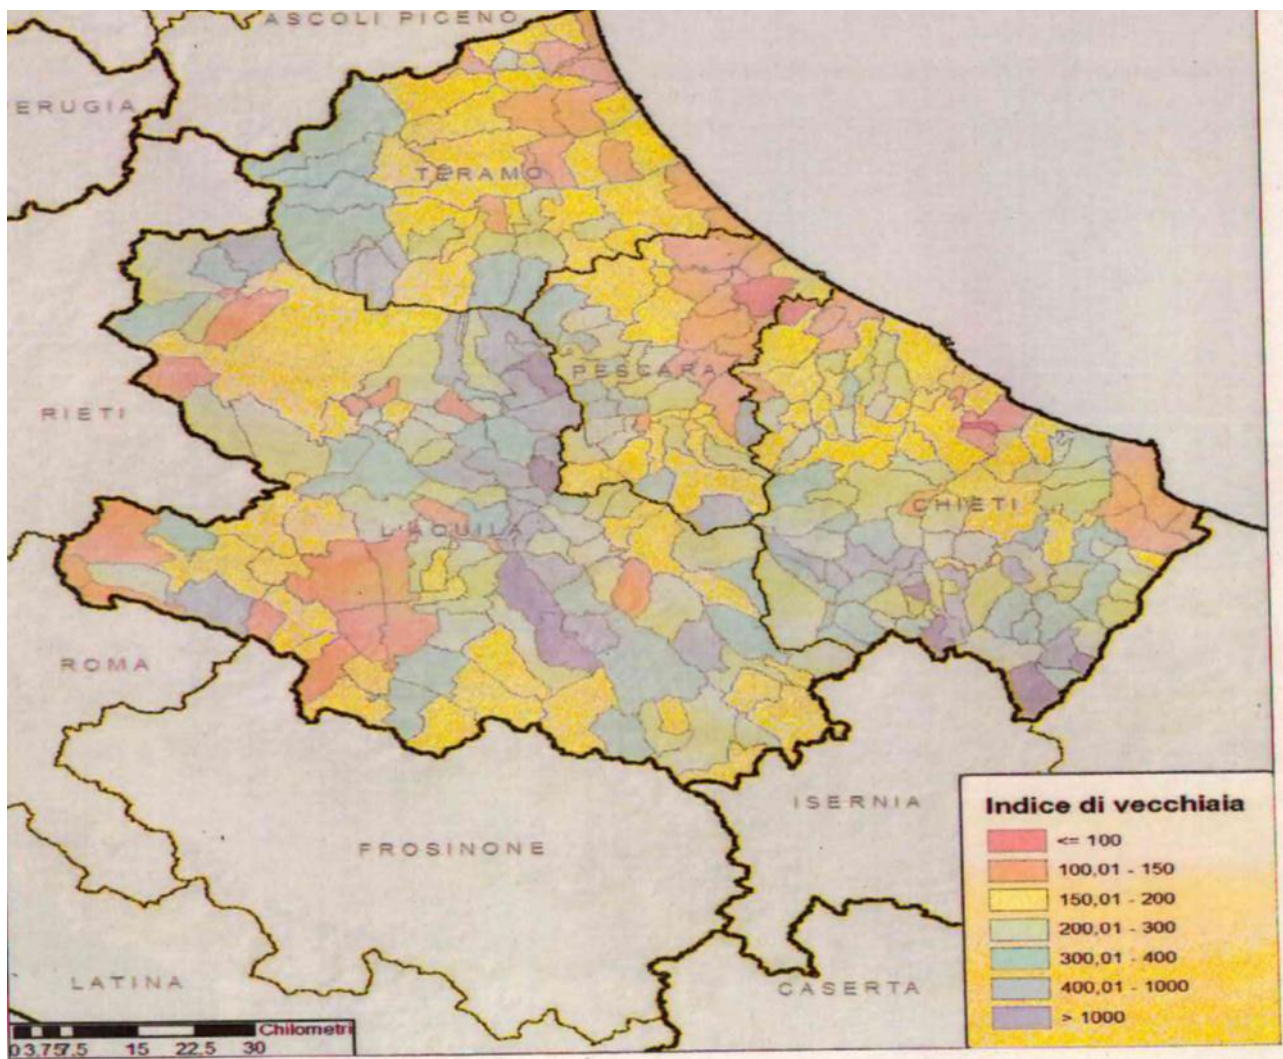 ASCOLI PICENO
ERUGIA
TERAMO
PESCARA
RIETI
L'AQUILA
CHIETI
ROMA
ISERNIA
FROSINONE
LATINA
CASERTA
Indice di vecchiaia
<= 100
100,01 - 150
150,01 - 200
200,01 - 300
300,01 - 400
400,01 - 1000
> 1000
Chilometri
0 3.75 7.5 15 22.5 30